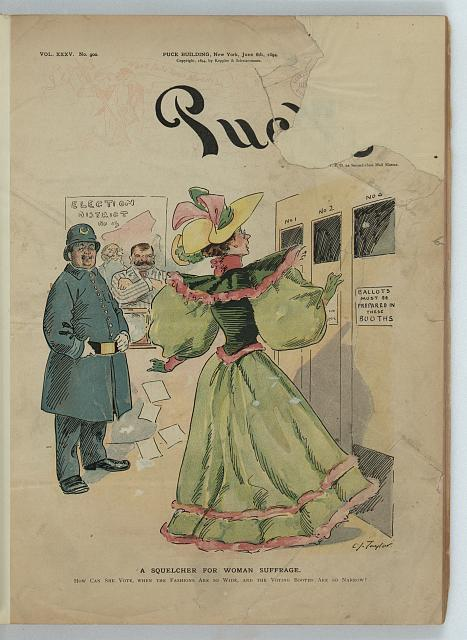 VOL. XXXV. No. 900.
PUCK BUILDING, New York, June 6th, 1894.
Copyright, 1894, by Keppler & Schwarzmann.
Puc
as Second-class Mail Matter.
ELECTION
DISTRICT
No 1
No 2
No 3
BALLOTS
MUST BE
PREPARED IN
THESE
BOOTHS
C.J. Taylor
A SQUELCHER FOR WOMAN SUFFRAGE.
How Can She Vote, when the Fashions Are so Wide, and the Voting Booths Are so Narrow?